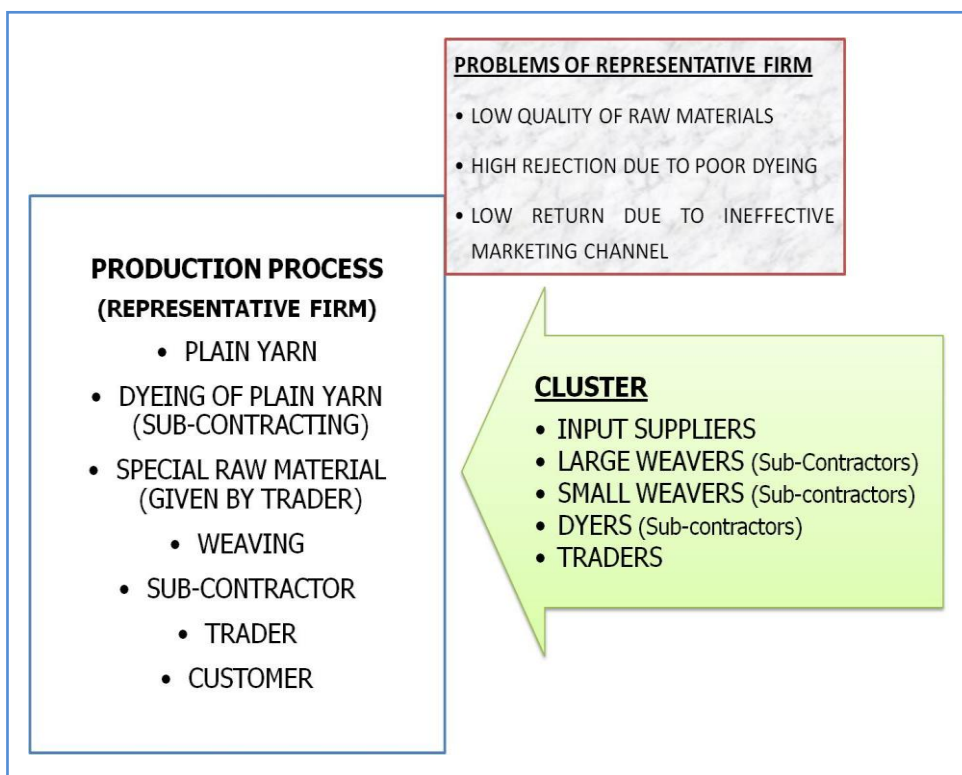 PROBLEMS OF REPRESENTATIVE FIRM
• LOW QUALITY OF RAW MATERIALS
• HIGH REJECTION DUE TO POOR DYEING
• LOW RETURN DUE TO INEFFECTIVE
MARKETING CHANNEL
PRODUCTION PROCESS
(REPRESENTATIVE FIRM)
• PLAIN YARN
• DYEING OF PLAIN YARN
(SUB-CONTRACTING)
• SPECIAL RAW MATERIAL
(GIVEN BY TRADER)
• WEAVING
• SUB-CONTRACTOR
• TRADER
• CUSTOMER
CLUSTER
• INPUT SUPPLIERS
• LARGE WEAVERS (Sub-Contractors)
• SMALL WEAVERS (Sub-contractors)
• DYERS (Sub-contractors)
• TRADERS